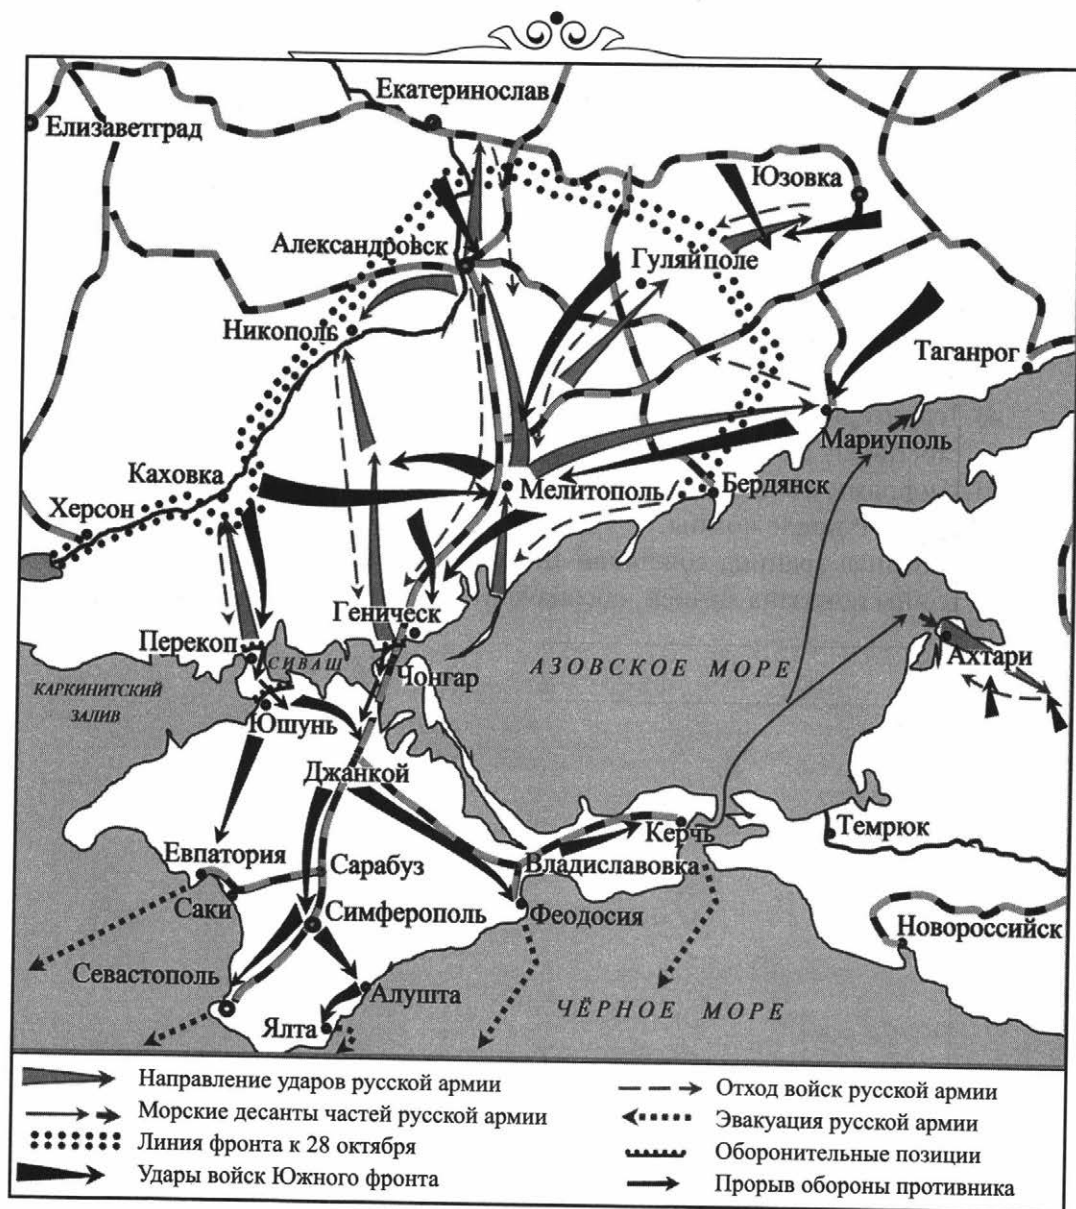 Екатеринослав
Елизаветград
Юзовка
Александровск
Гуляйполе
Никополь
Таганрог
Мариуполь
Каховка
Мелитополь
Бердянск
Херсон
Геническ
Перекоп
СИВАШ
АЗОВСКОЕ МОРЕ
Ахтари
Чонгар
КАРКИНИТСКИЙ
ЗАЛИВ
Юшунь
Джанкой
Керчь
Темрюк
Евпатория
Сарабуз
Владиславовка
Саки
Симферополь
Феодосия
Новороссийск
Севастополь
Алушта
ЧЁРНОЕ МОРЕ
Ялта
Направление ударов русской армии
Морские десанты частей русской армии
Линия фронта к 28 октября
Удары войск Южного фронта
Отход войск русской армии
Эвакуация русской армии
Оборонительные позиции
Прорыв обороны противника